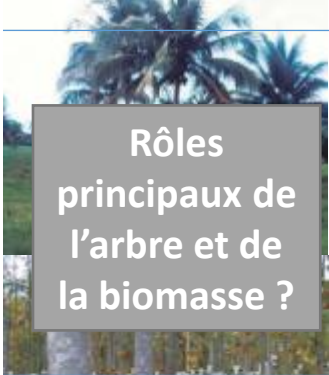 Rôles
principaux de
l’arbre et de
la biomasse ?